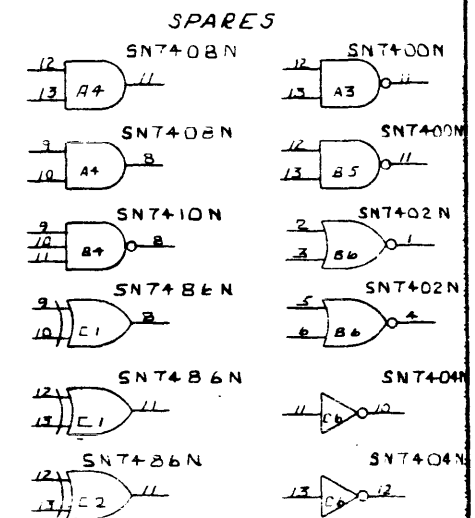 SPARES
SN7408N SN7400N
12 13 A4 11 12 13 A3 11
SN7408N SN7400N
9 10 A4 8 12 13 B5 11
SN7410N SN7402N
9 10 11 B4 8 2 3 B6 1
SN7486N SN7402N
9 10 C1 8 5 6 B6 4
SN7486N SN7404N
12 13 C1 11 11 C6 10
SN7486N SN7404N
12 13 C2 11 13 C6 12